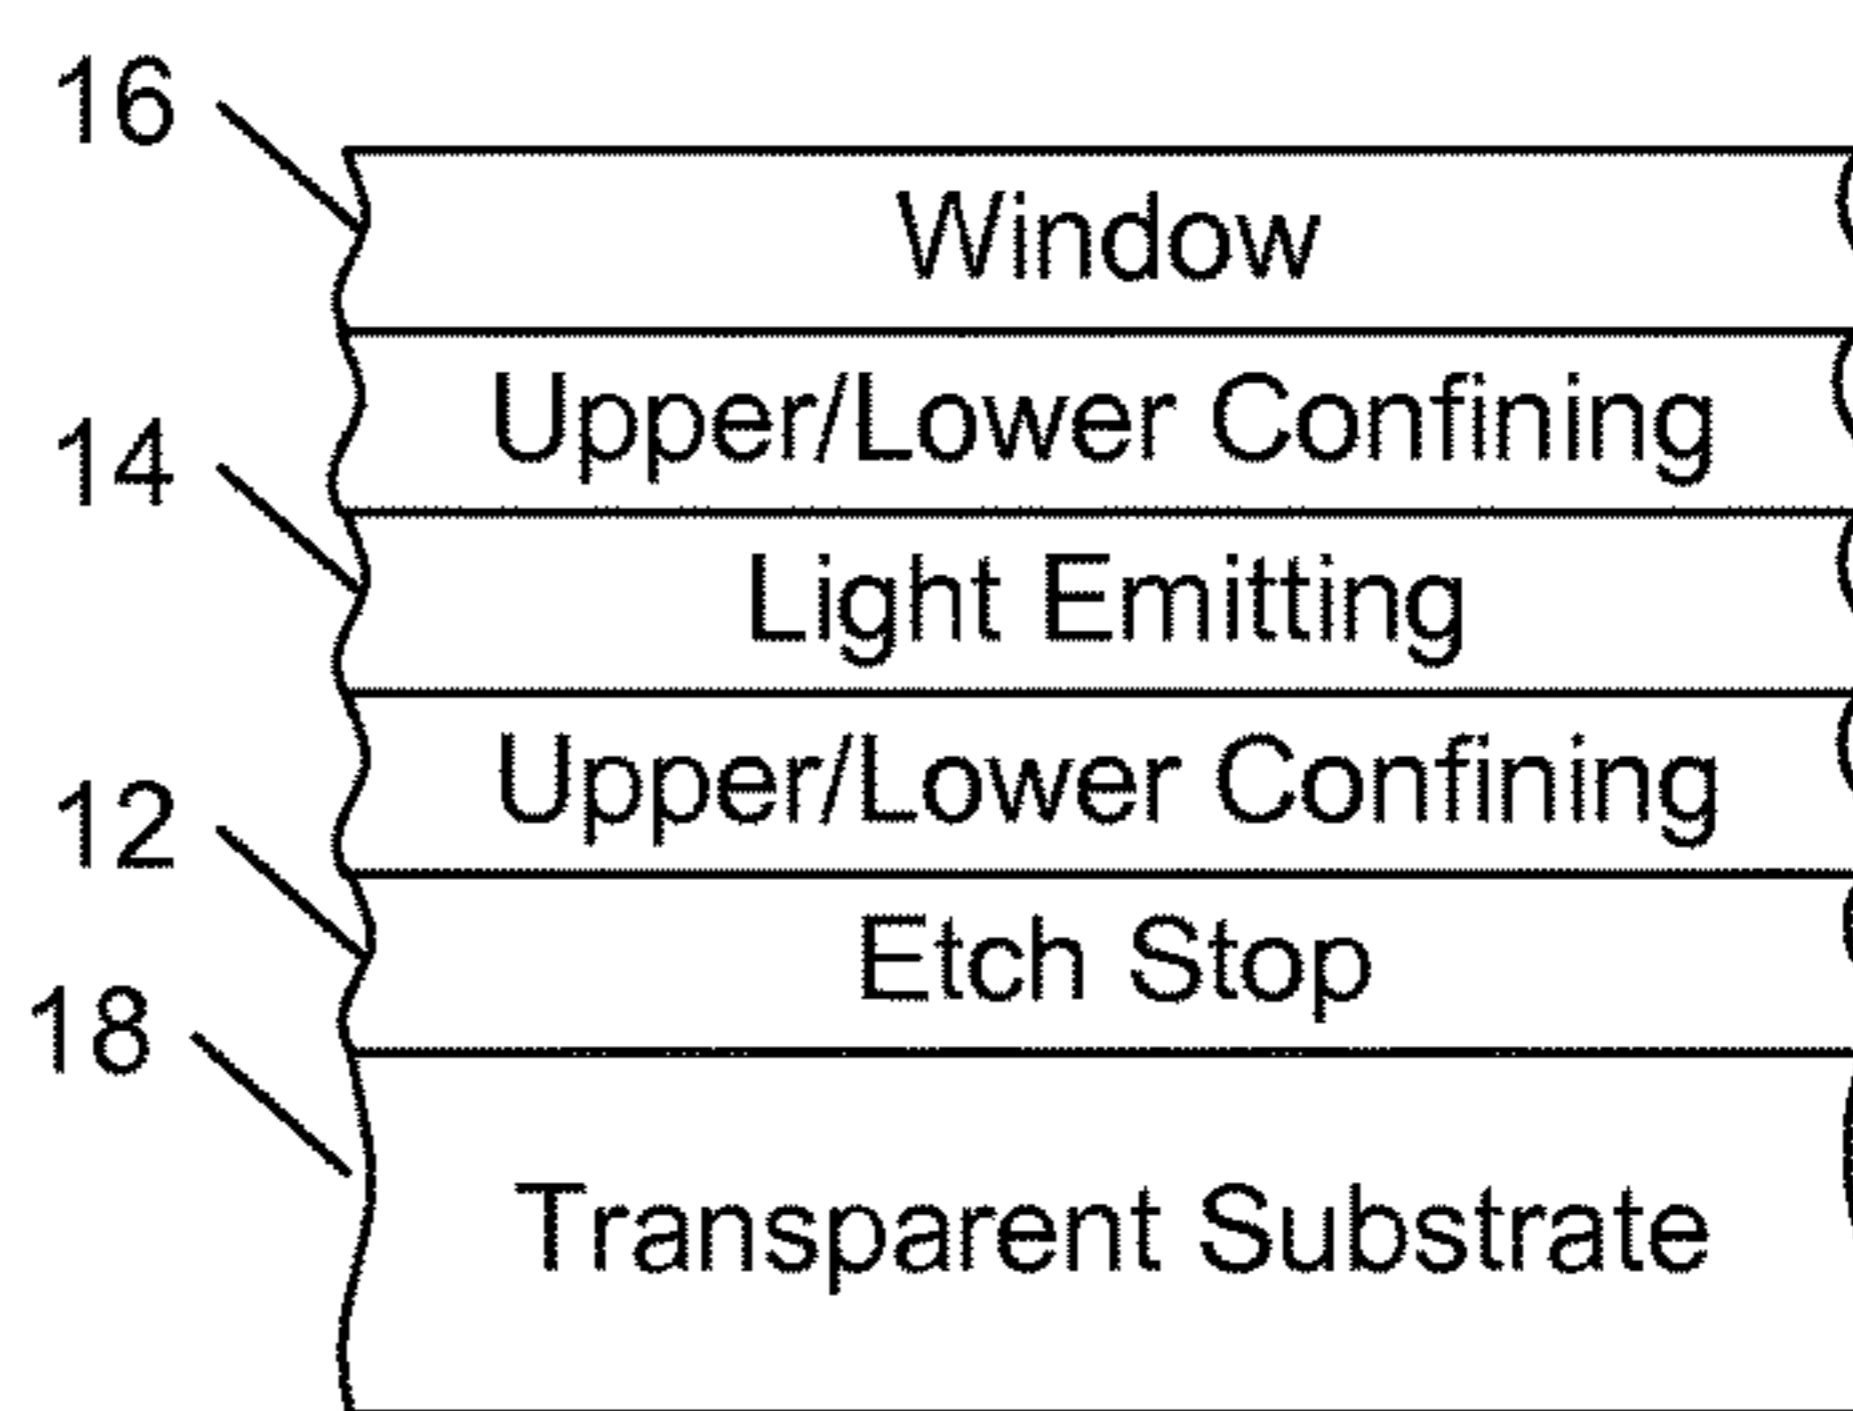 16
Window
Upper/Lower Confining
14
Light Emitting
Upper/Lower Confining
12
Etch Stop
18
Transparent Substrate